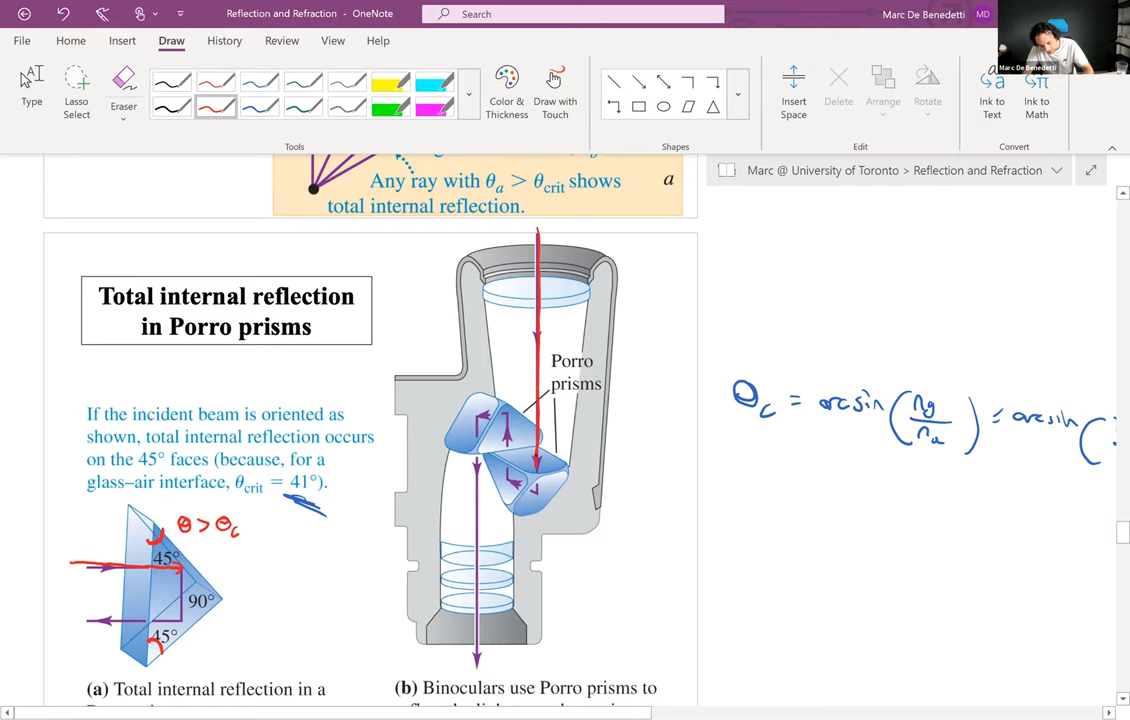 Reflection and Refraction - OneNote
Search
Marc De Benedetti
MD
File
Home
Insert
Draw
History
Review
View
Help
Type
Lasso
Select
Eraser
Color &
Thickness
Draw with
Touch
Insert
Space
Delete
Arrange
Rotate
Ink to
Text
Ink to
Math
Tools
Shapes
Edit
Convert
Marc De Benedetti
Marc @ University of Toronto > Reflection and Refraction
Any ray with θa > θcrit shows
total internal reflection.
a
Total internal reflection
in Porro prisms
If the incident beam is oriented as
shown, total internal reflection occurs
on the 45° faces (because, for a
glass–air interface, θcrit = 41°).
θ > θc
45°
90°
45°
Porro
prisms
θc = arcsin (ng/na) = arcsin (
(a) Total internal reflection in a
(b) Binoculars use Porro prisms to